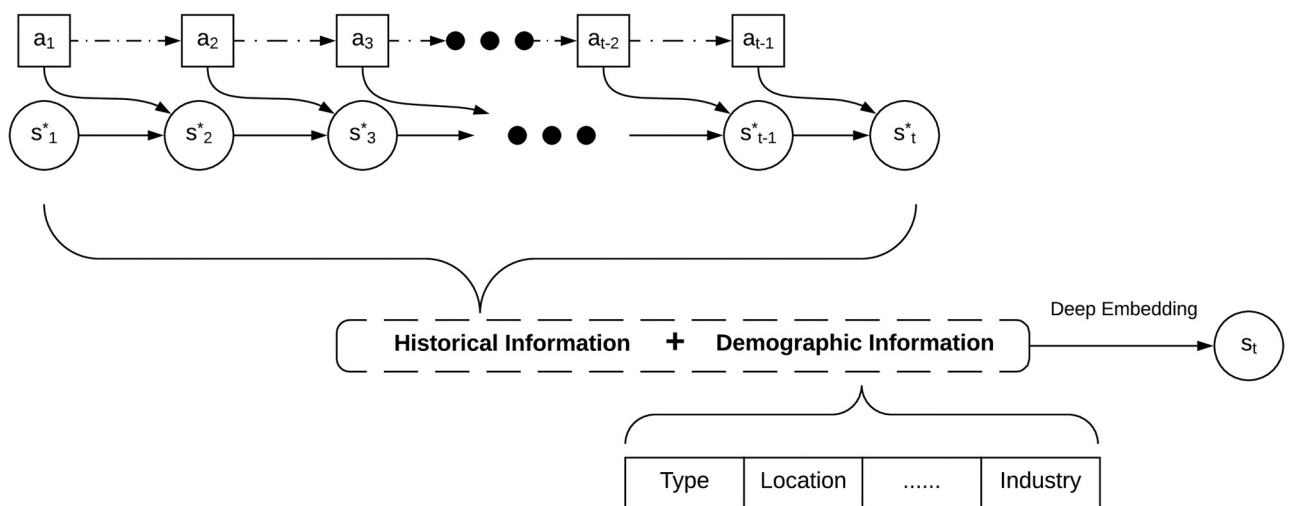 a1 a2 a3 at-2 at-1
s*1 s*2 s*3 s*t-1 s*t
Deep Embedding
Historical Information + Demographic Information
st
Type Location ...... Industry